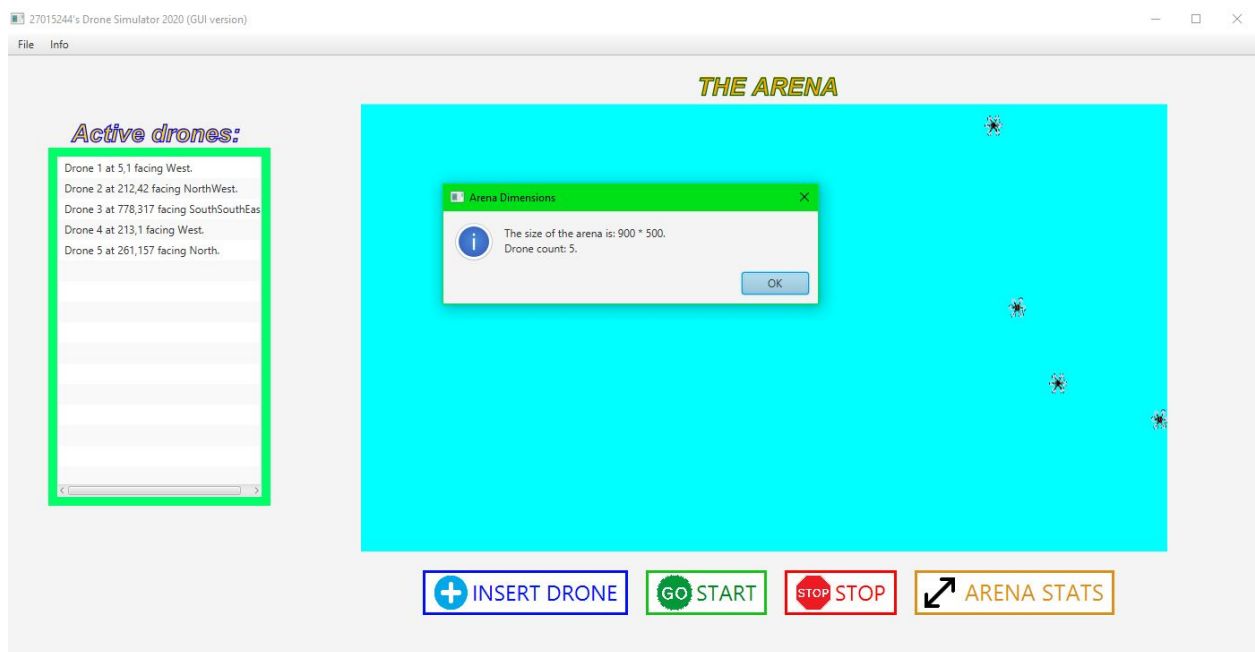 27015244's Drone Simulator 2020 (GUI version)
File Info
THE ARENA
Active drones:
Drone 1 at 5,1 facing West.
Drone 2 at 212,42 facing NorthWest.
Drone 3 at 778,317 facing SouthSouthEas
Drone 4 at 213,1 facing West.
Drone 5 at 261,157 facing North.
Arena Dimensions
The size of the arena is: 900 * 500.
Drone count: 5.
OK
INSERT DRONE
GO START
STOP STOP
ARENA STATS